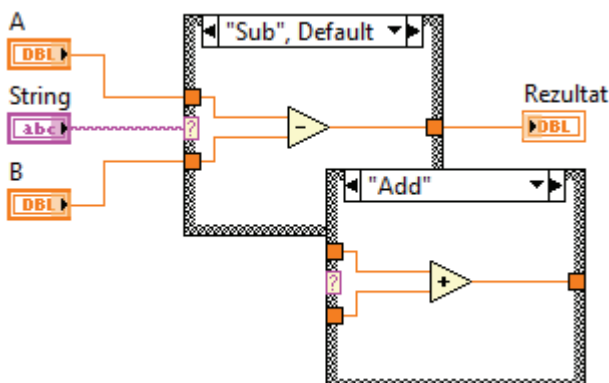 A
DBL
String
abc
B
DBL
"Sub", Default
?
-
Rezultat
DBL
"Add"
?
+